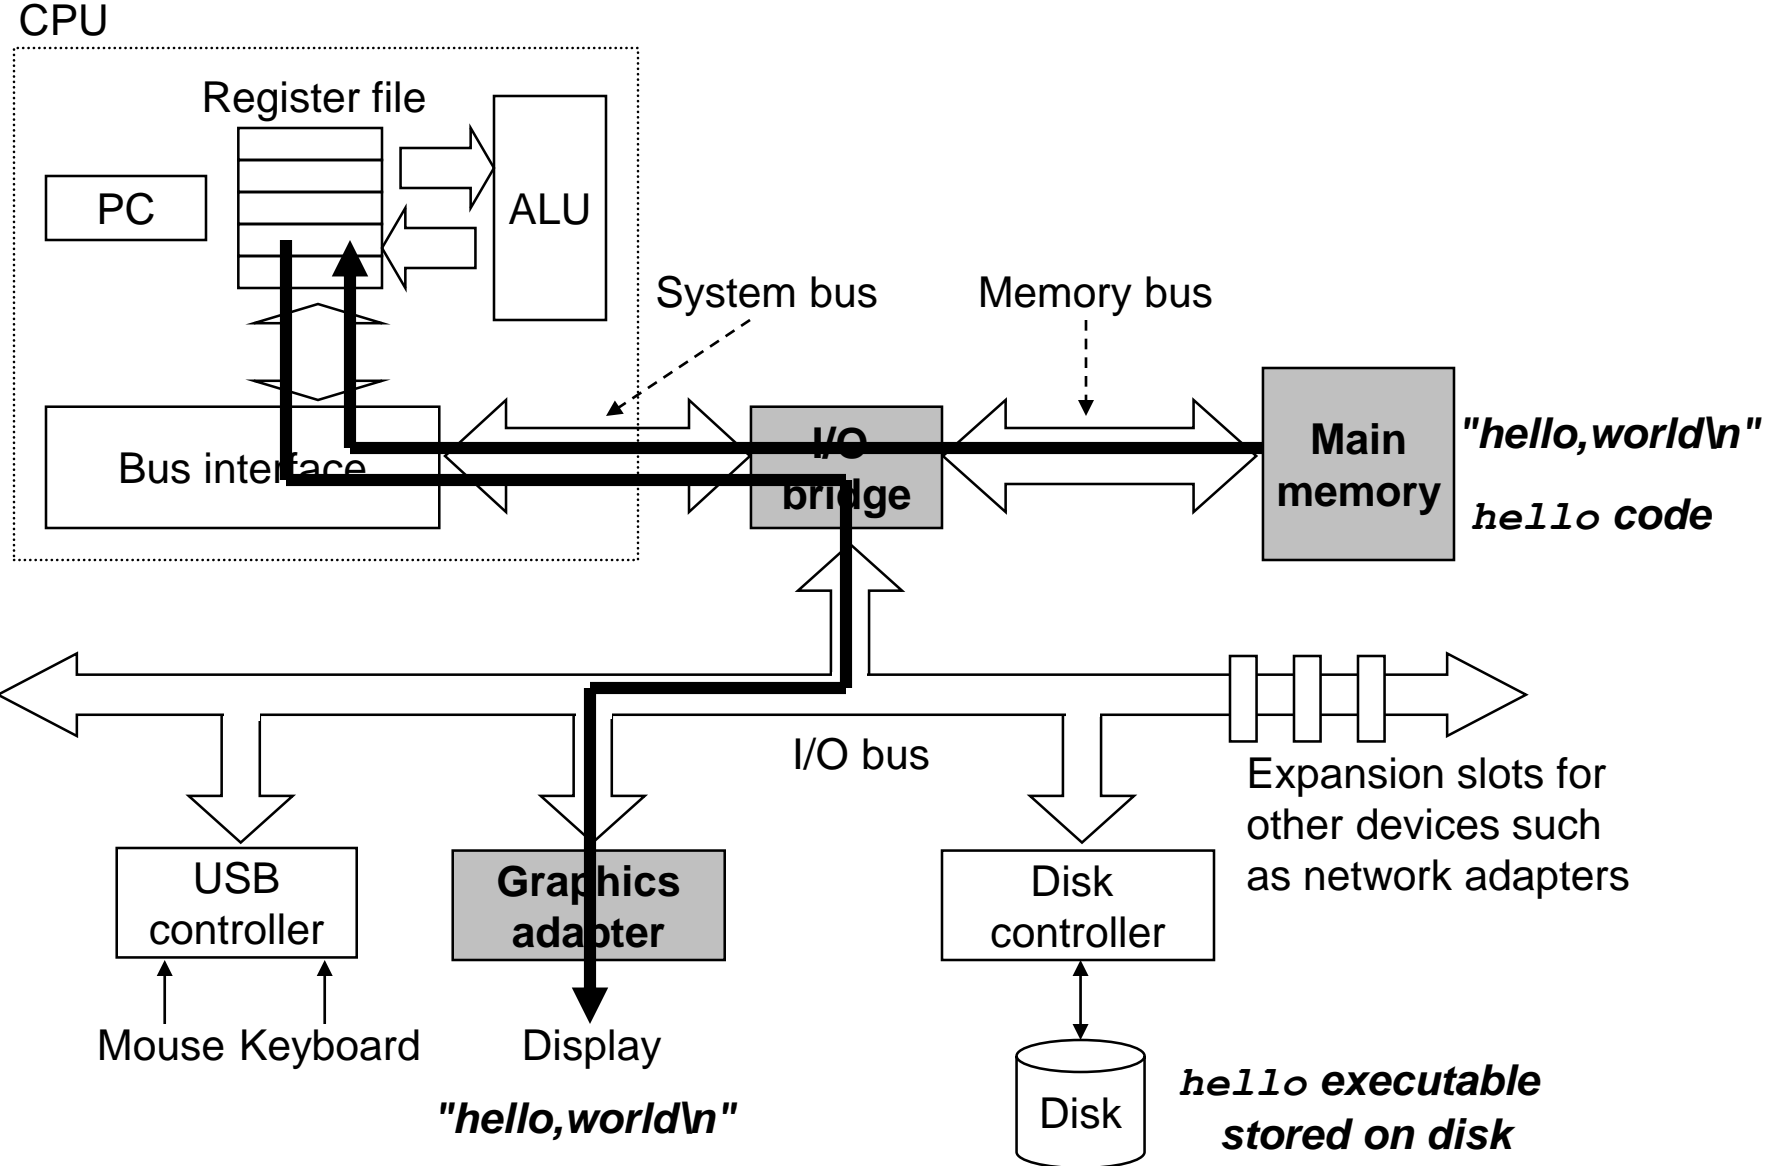 CPU
Register file
PC
ALU
System bus
Memory bus
Bus interface
I/O
bridge
Main
memory
"hello,world\n"
hello code
I/O bus
Expansion slots for
other devices such
as network adapters
USB
controller
Graphics
adapter
Disk
controller
Mouse Keyboard
Display
"hello,world\n"
Disk
hello executable
stored on disk